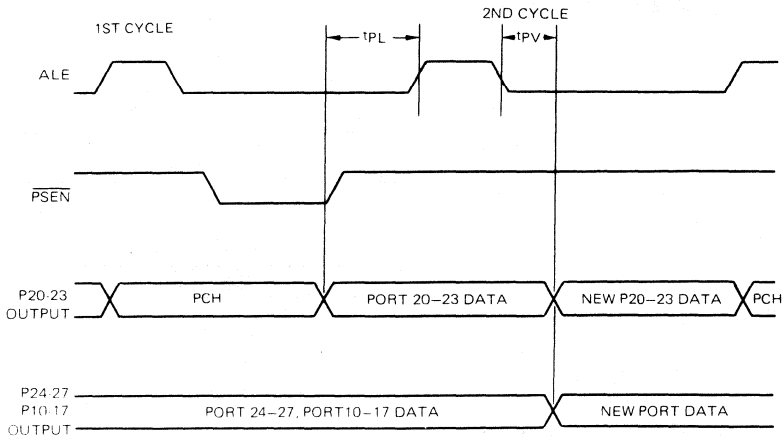 1ST CYCLE
2ND CYCLE
tPL
tPV
ALE
PSEN
P20-23
OUTPUT
PCH
PORT 20–23 DATA
NEW P20–23 DATA
PCH
P24-27
P10-17
OUTPUT
PORT 24–27, PORT10–17 DATA
NEW PORT DATA